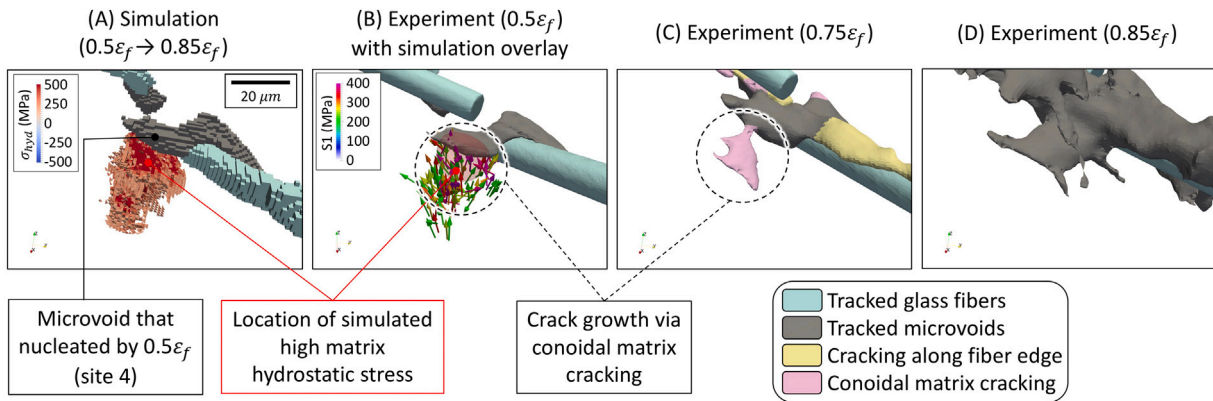 (A) Simulation
(0.5εf → 0.85εf)
(B) Experiment (0.5εf)
with simulation overlay
(C) Experiment (0.75εf)
(D) Experiment (0.85εf)
500
250
0
-250
-500
σhyd (MPa)
20 μm
400
300
200
100
0
S1 (MPa)
Microvoid that
nucleated by 0.5εf
(site 4)
Location of simulated
high matrix
hydrostatic stress
Crack growth via
conoidal matrix
cracking
Tracked glass fibers
Tracked microvoids
Cracking along fiber edge
Conoidal matrix cracking